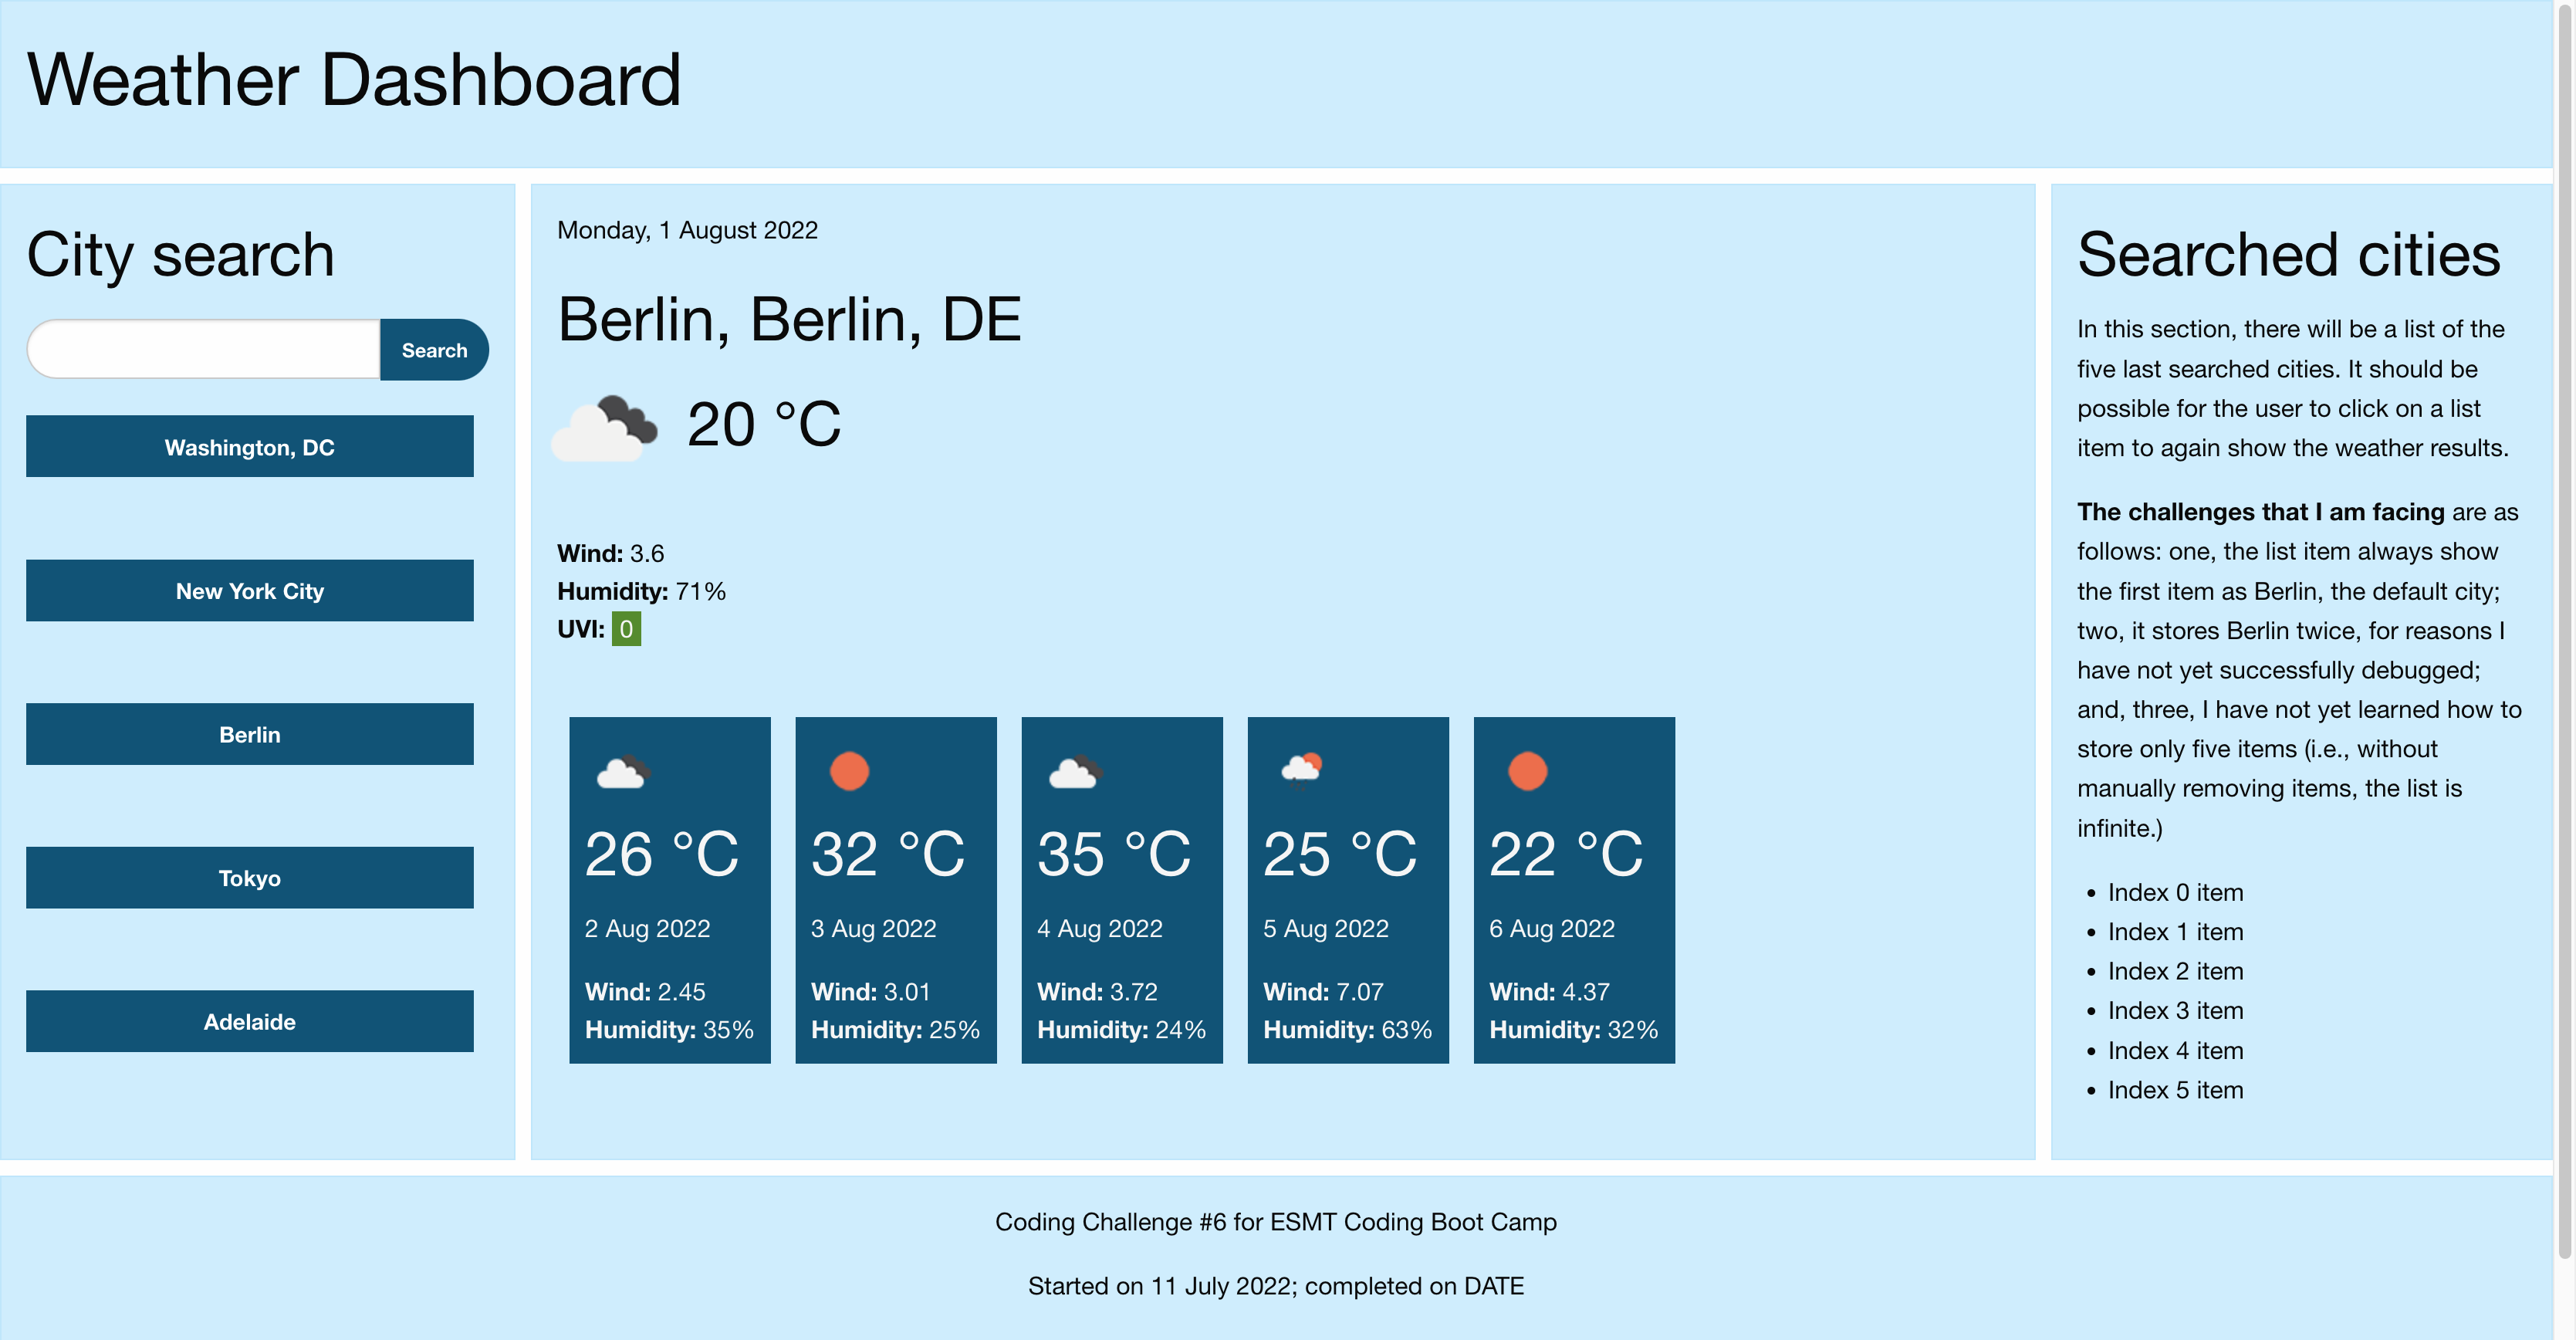 Weather Dashboard
City search
Search
Washington, DC
New York City
Berlin
Tokyo
Adelaide
Monday, 1 August 2022
Berlin, Berlin, DE
20 °C
Wind: 3.6
Humidity: 71%
UVI: 0
26 °C
2 Aug 2022
Wind: 2.45
Humidity: 35%
32 °C
3 Aug 2022
Wind: 3.01
Humidity: 25%
35 °C
4 Aug 2022
Wind: 3.72
Humidity: 24%
25 °C
5 Aug 2022
Wind: 7.07
Humidity: 63%
22 °C
6 Aug 2022
Wind: 4.37
Humidity: 32%
Searched cities
In this section, there will be a list of the
five last searched cities. It should be
possible for the user to click on a list
item to again show the weather results.
The challenges that I am facing are as
follows: one, the list item always show
the first item as Berlin, the default city;
two, it stores Berlin twice, for reasons I
have not yet successfully debugged;
and, three, I have not yet learned how to
store only five items (i.e., without
manually removing items, the list is
infinite.)
• Index 0 item
• Index 1 item
• Index 2 item
• Index 3 item
• Index 4 item
• Index 5 item
Coding Challenge #6 for ESMT Coding Boot Camp
Started on 11 July 2022; completed on DATE